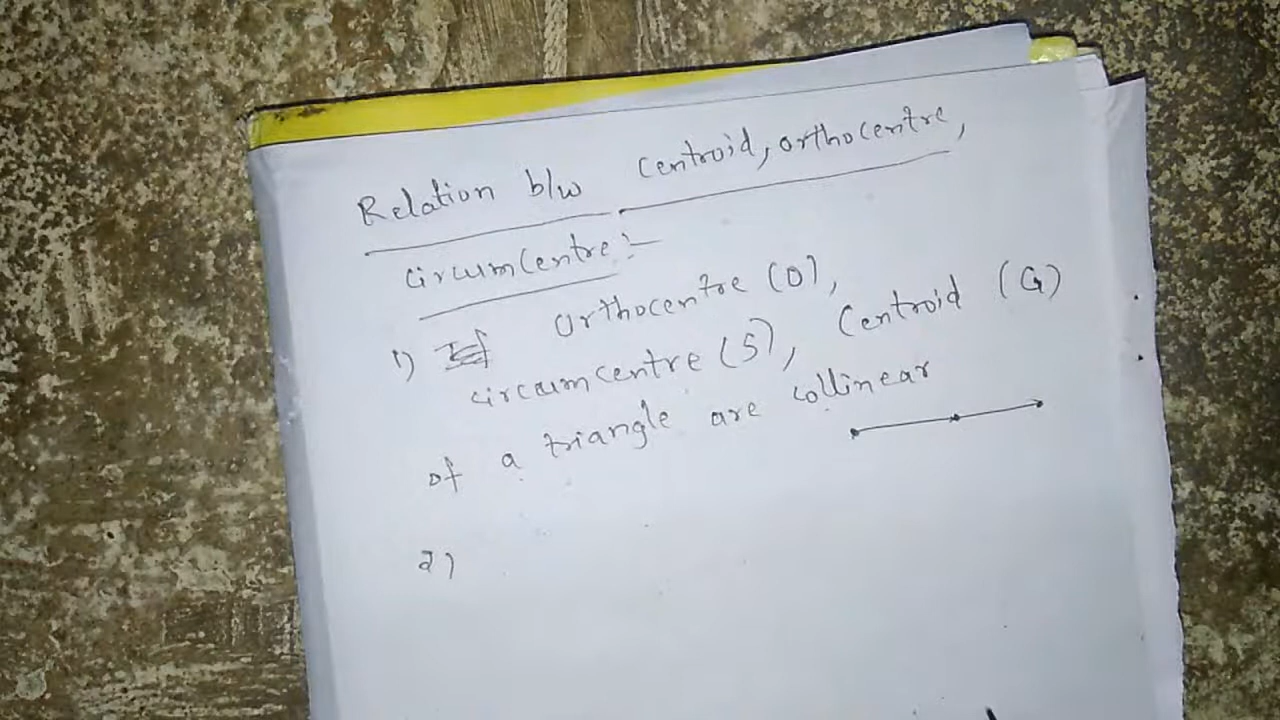 Relation b/w centroid, orthocentre,
circumcentre :-
1) orthocentre (O),
circumcentre (S), Centroid (G)
of a triangle are collinear
2)